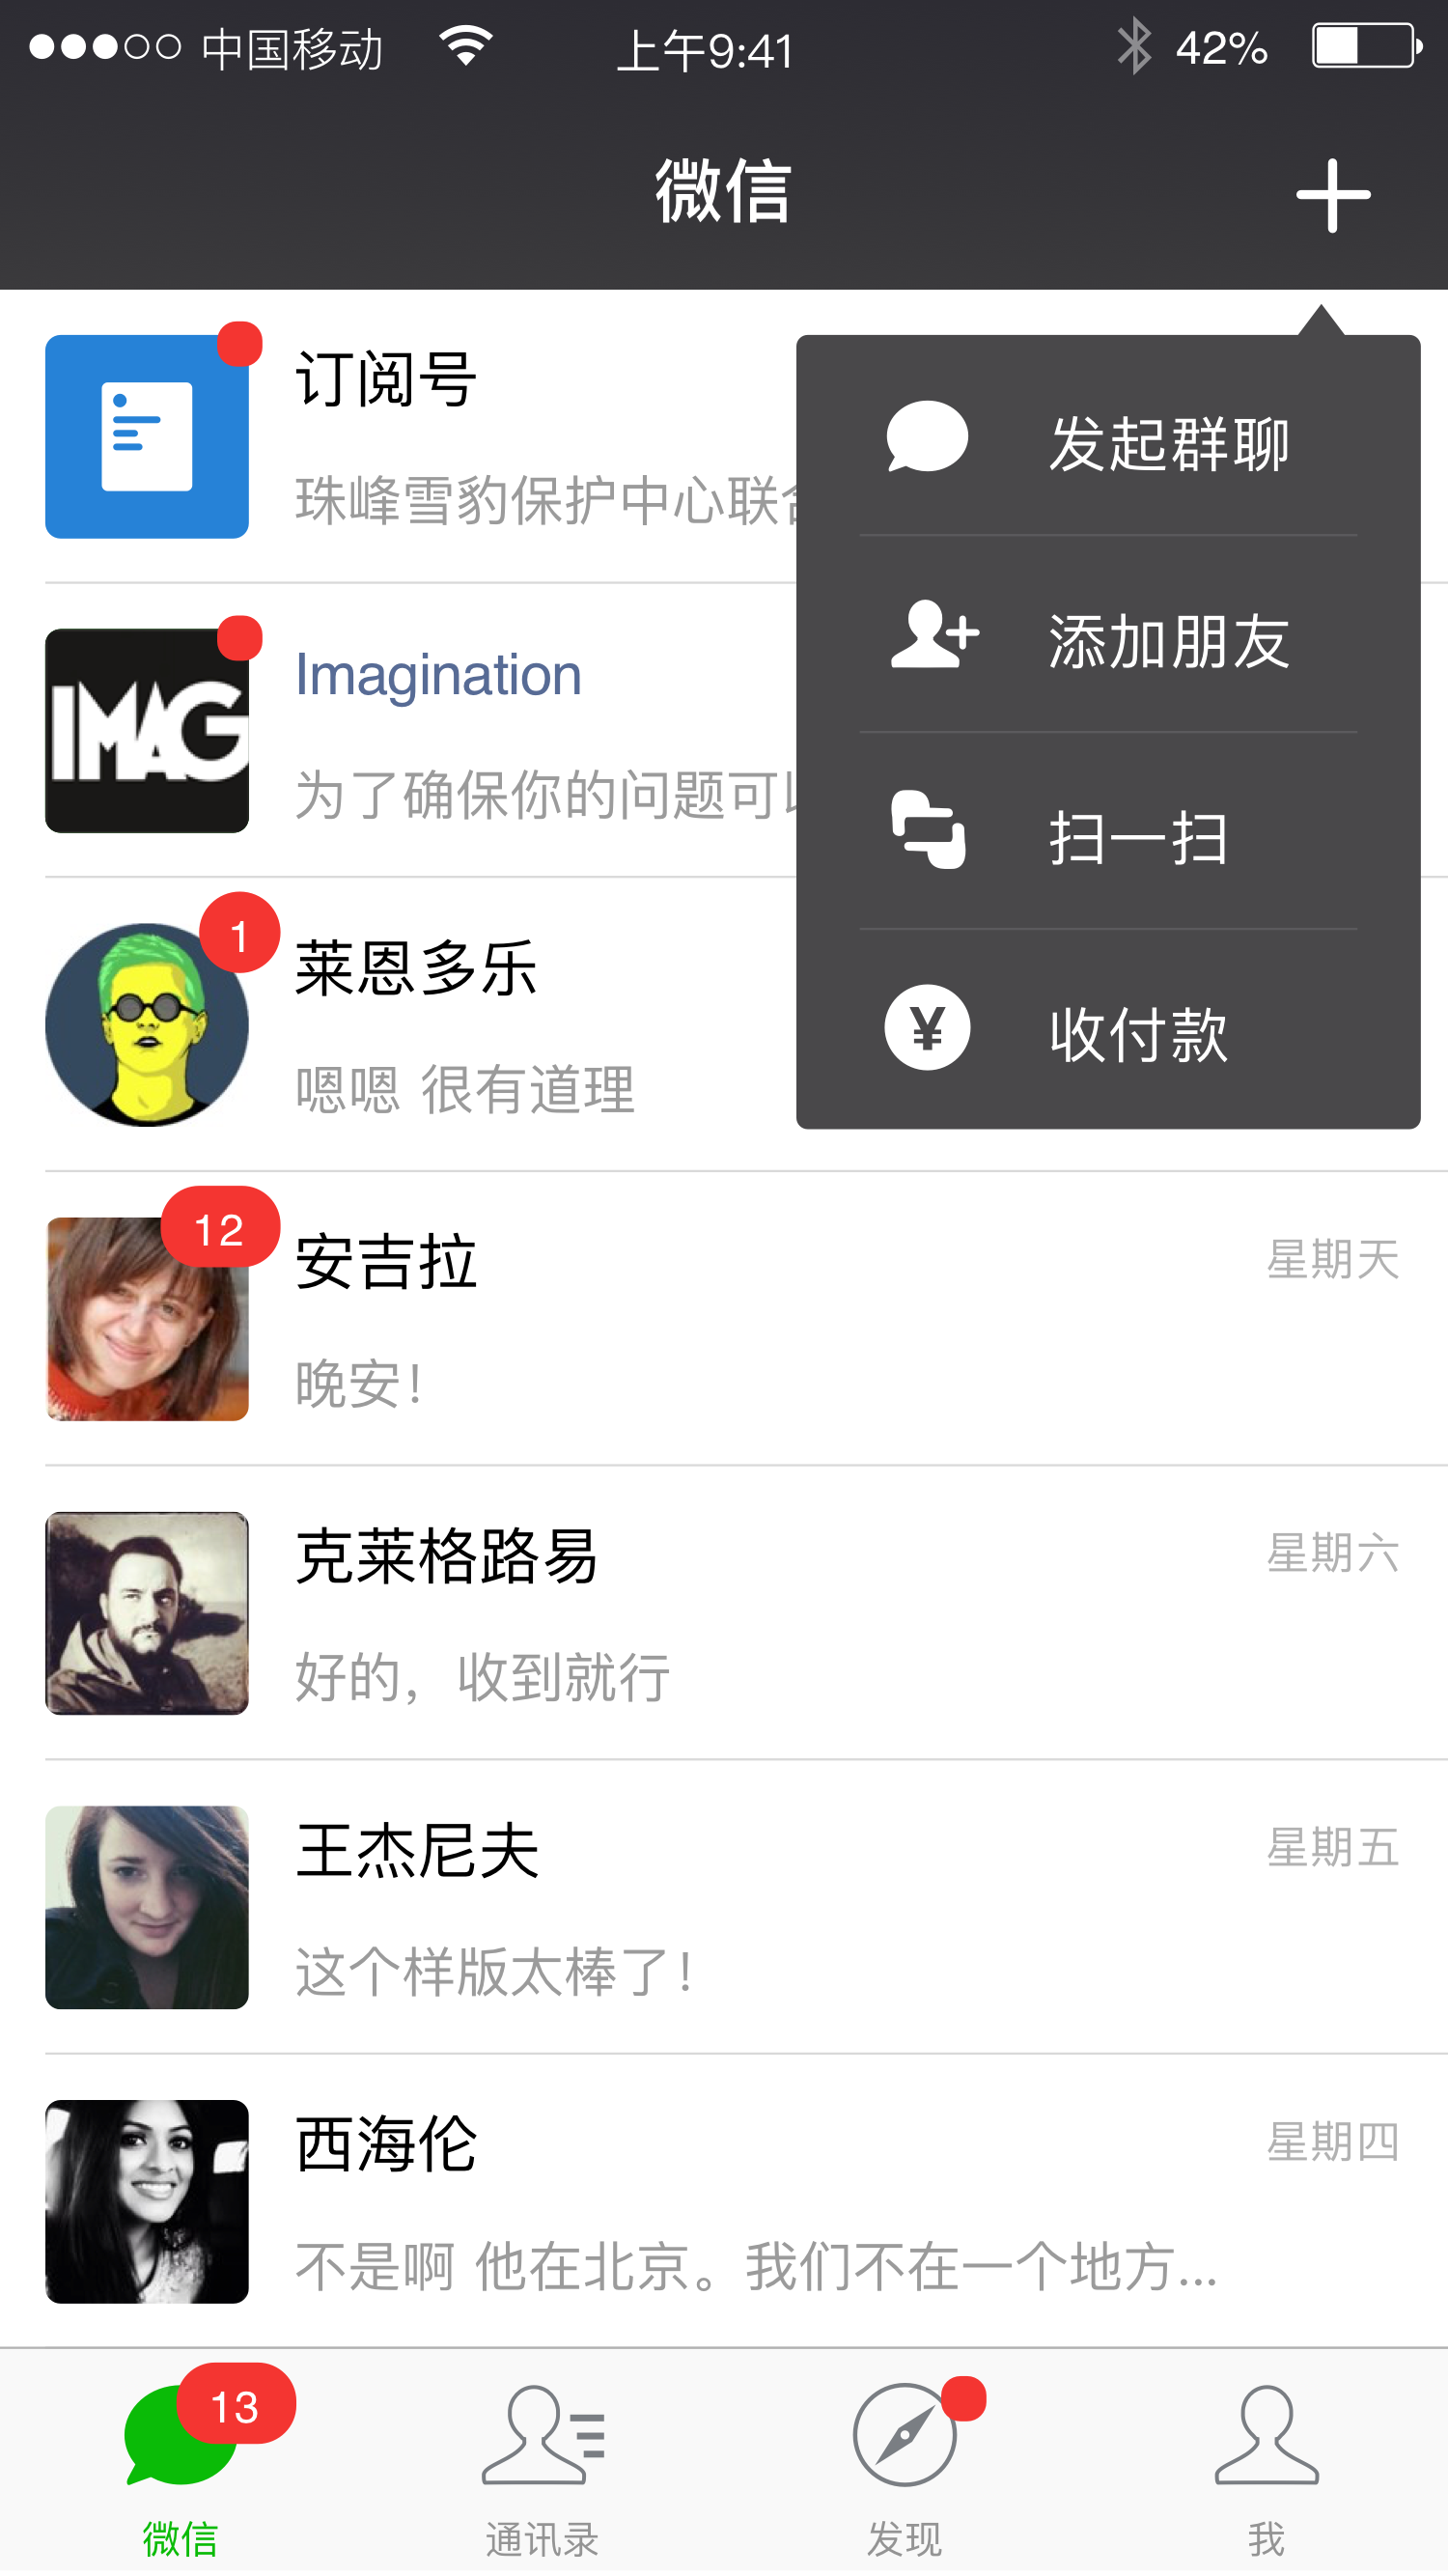 中国移动 上午9:41 42%
微信
订阅号
珠峰雪豹保护中心联
发起群聊
添加朋友
IMAG
Imagination
为了确保你的问题可
扫一扫
1
莱恩多乐
嗯嗯 很有道理
¥
收付款
12
安吉拉
星期天
晚安！
克莱格路易
星期六
好的，收到就行
王杰尼夫
星期五
这个样版太棒了！
西海伦
星期四
不是啊 他在北京。我们不在一个地方...
13
微信
通讯录
发现
我